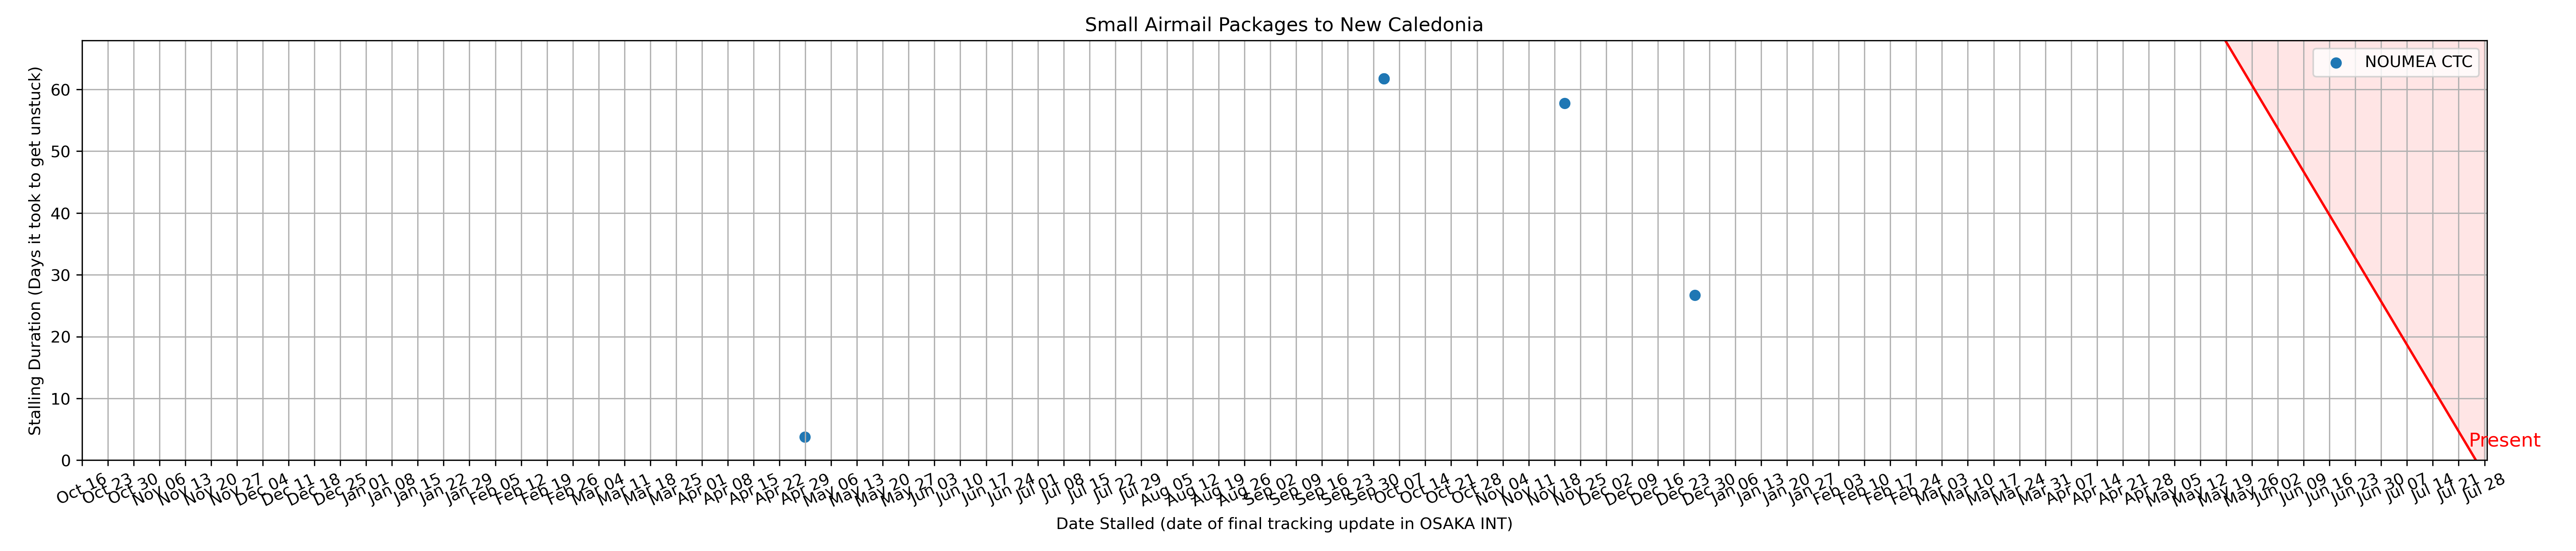 Small Airmail Packages to New Caledonia
Stalling Duration (Days it took to get unstuck)
60
50
40
30
20
10
0
NOUMEA CTC
Present
Oct 16
Oct 23
Oct 30
Nov 06
Nov 13
Nov 20
Nov 27
Dec 04
Dec 11
Dec 18
Dec 25
Jan 01
Jan 08
Jan 15
Jan 22
Jan 29
Feb 05
Feb 12
Feb 19
Feb 26
Mar 04
Mar 11
Mar 18
Mar 25
Apr 01
Apr 08
Apr 15
Apr 22
Apr 29
May 06
May 13
May 20
May 27
Jun 03
Jun 10
Jun 17
Jun 24
Jul 01
Jul 08
Jul 15
Jul 22
Jul 29
Aug 05
Aug 12
Aug 19
Aug 26
Sep 02
Sep 09
Sep 16
Sep 23
Sep 30
Oct 07
Oct 14
Oct 21
Oct 28
Nov 04
Nov 11
Nov 18
Nov 25
Dec 02
Dec 09
Dec 16
Dec 23
Dec 30
Jan 06
Jan 13
Jan 20
Jan 27
Feb 03
Feb 10
Feb 17
Feb 24
Mar 03
Mar 10
Mar 17
Mar 24
Mar 31
Apr 07
Apr 14
Apr 21
Apr 28
May 05
May 12
May 19
May 26
Jun 02
Jun 09
Jun 16
Jun 23
Jun 30
Jul 07
Jul 14
Jul 21
Jul 28
Date Stalled (date of final tracking update in OSAKA INT)